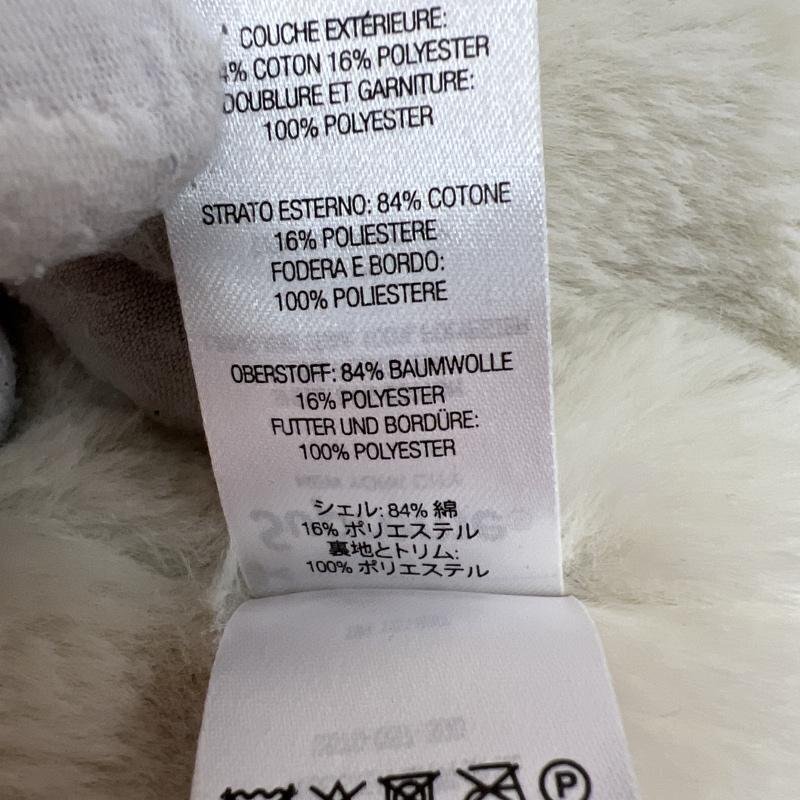 COUCHE EXTÉRIEURE:
4% COTON 16% POLYESTER
DOUBLURE ET GARNITURE:
100% POLYESTER
STRATO ESTERNO: 84% COTONE
16% POLIESTERE
FODERA E BORDO:
100% POLIESTERE
OBERSTOFF: 84% BAUMWOLLE
16% POLYESTER
FUTTER UND BORDÜRE:
100% POLYESTER
シェル: 84% 綿
16% ポリエステル
裏地とトリム:
100% ポリエステル
P